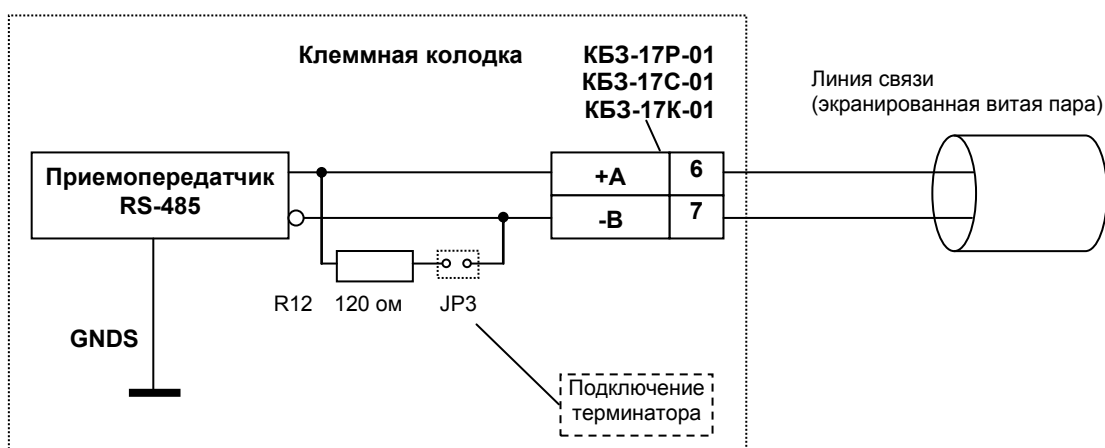 Клеммная колодка
КБЗ-17Р-01
КБЗ-17С-01
КБЗ-17К-01
Линия связи
(экранированная витая пара)
Приемопередатчик
RS-485
+A
6
-B
7
R12
120 ом
JP3
GNDS
Подключение
терминатора